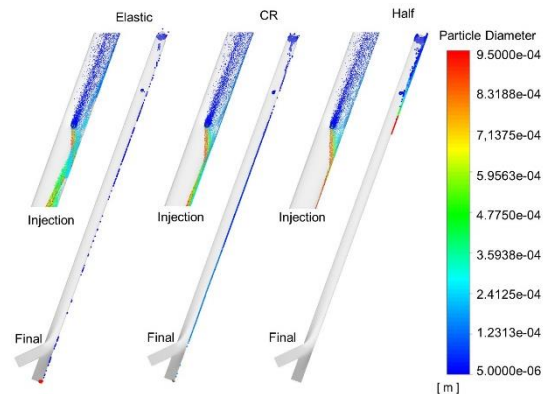 Elastic
CR
Half
Particle Diameter
9.5000e-04
8.3188e-04
7.1375e-04
5.9563e-04
4.7750e-04
3.5938e-04
2.4125e-04
1.2313e-04
5.0000e-06
[ m ]
Injection
Injection
Injection
Final
Final
Final